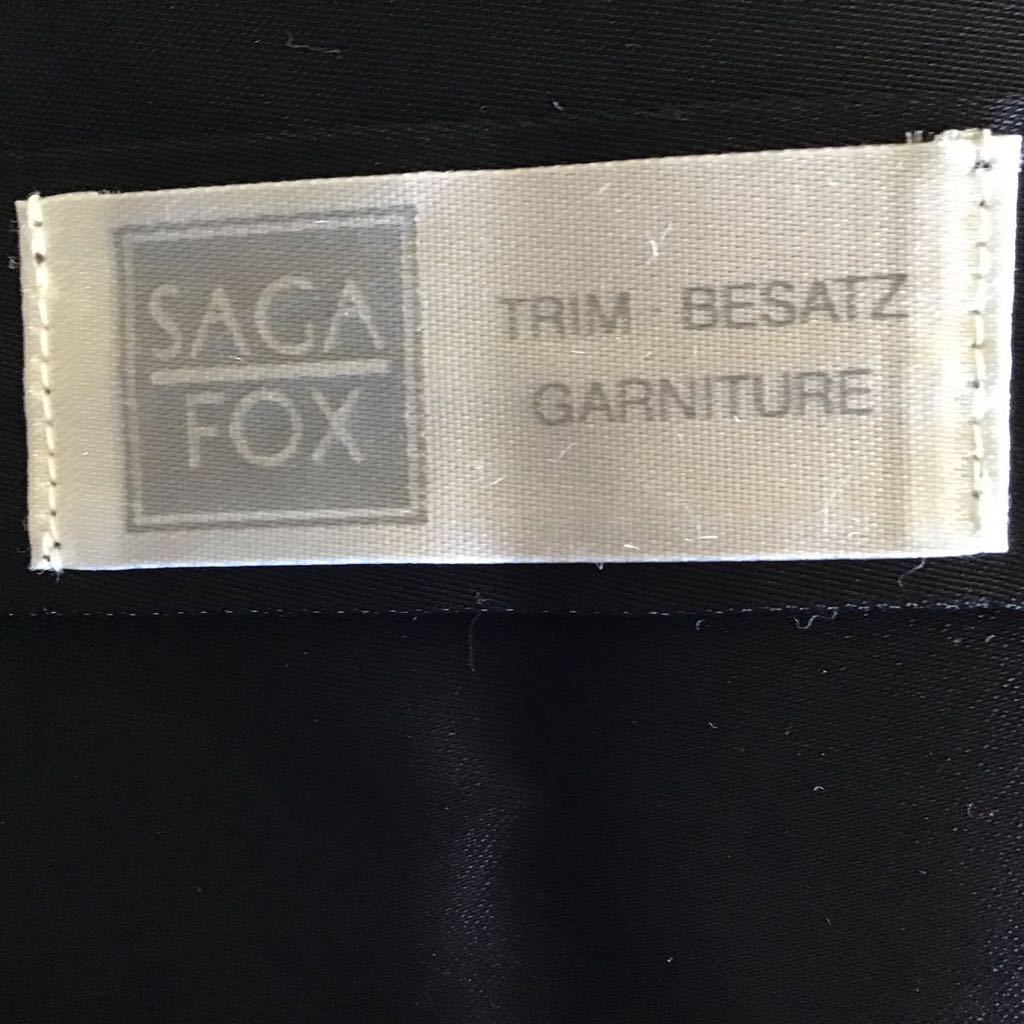 SAGA
FOX
TRIM BESATZ
GARNITURE